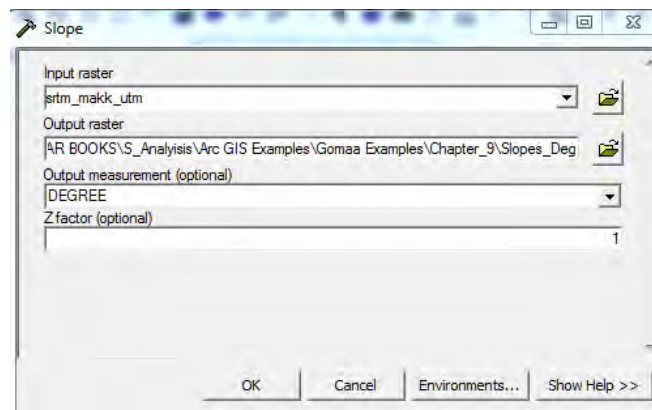 Slope
Input raster
srtm_makk_utm
Output raster
AR BOOKS\S_Analyisis\Arc GIS Examples\Gomaa Examples\Chapter_9\Slopes_Deg
Output measurement (optional)
DEGREE
Z factor (optional)
1
OK Cancel Environments... Show Help >>